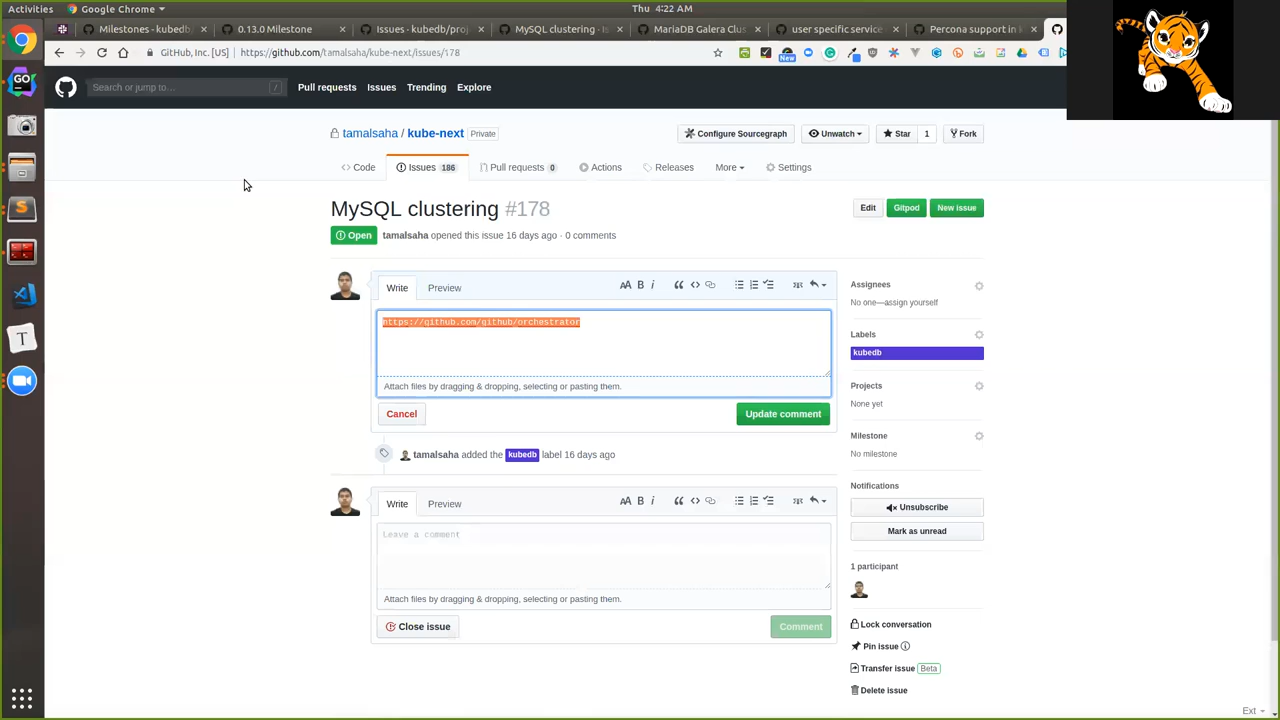 Activities
Google Chrome
Thu 4:22 AM
Milestones - kubedb
0.13.0 Milestone
Issues - kubedb/proj
MySQL clustering - Is
MariaDB Galera Clust
user specific service
Percona support in k
GitHub, Inc. [US]
https://github.com/tamalsaha/kube-next/issues/178
New
Search or jump to…
/
Pull requests
Issues
Trending
Explore
tamalsaha / kube-next
Private
Configure Sourcegraph
Unwatch
Star
1
Fork
Code
Issues 186
Pull requests 0
Actions
Releases
More
Settings
MySQL clustering #178
Edit
Gitpod
New issue
Open
tamalsaha opened this issue 16 days ago · 0 comments
Write
Preview
AA B i
https://github.com/github/orchestrator
Attach files by dragging & dropping, selecting or pasting them.
Cancel
Update comment
tamalsaha added the kubedb label 16 days ago
Write
Preview
AA B i
Leave a comment
Attach files by dragging & dropping, selecting or pasting them.
Close issue
Comment
Assignees
No one—assign yourself
Labels
kubedb
Projects
None yet
Milestone
No milestone
Notifications
Unsubscribe
Mark as unread
1 participant
Lock conversation
Pin issue
Transfer issue Beta
Delete issue
GO
S
T
Ext